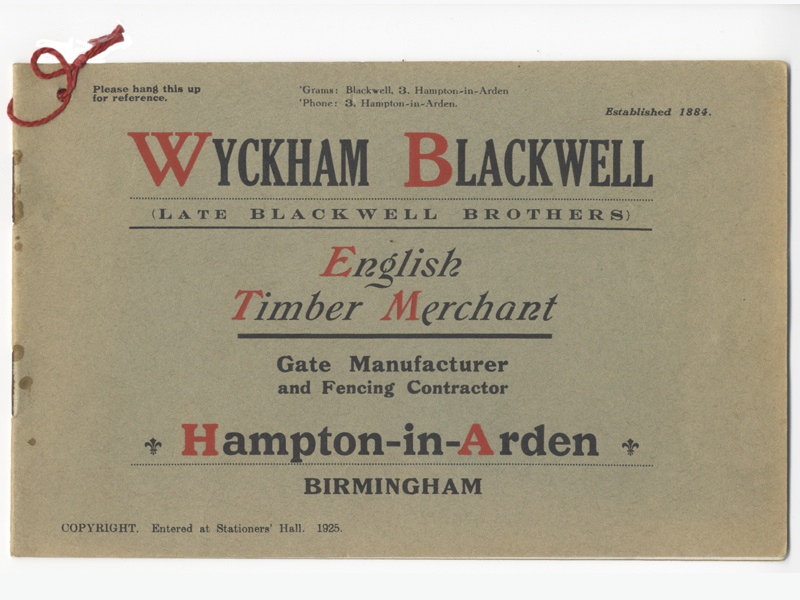 Please hang this up
for reference.
'Grams: Blackwell, 3, Hampton-in-Arden
'Phone: 3, Hampton-in-Arden.
Established 1884.
WYCKHAM BLACKWELL
(LATE BLACKWELL BROTHERS)
English
Timber Merchant
Gate Manufacturer
and Fencing Contractor
Hampton-in-Arden
BIRMINGHAM
COPYRIGHT. Entered at Stationers' Hall. 1925.